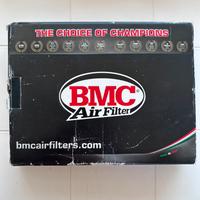 THE CHOICE OF CHAMPIONS
BMC
Air Filter
bmcairfilters.com